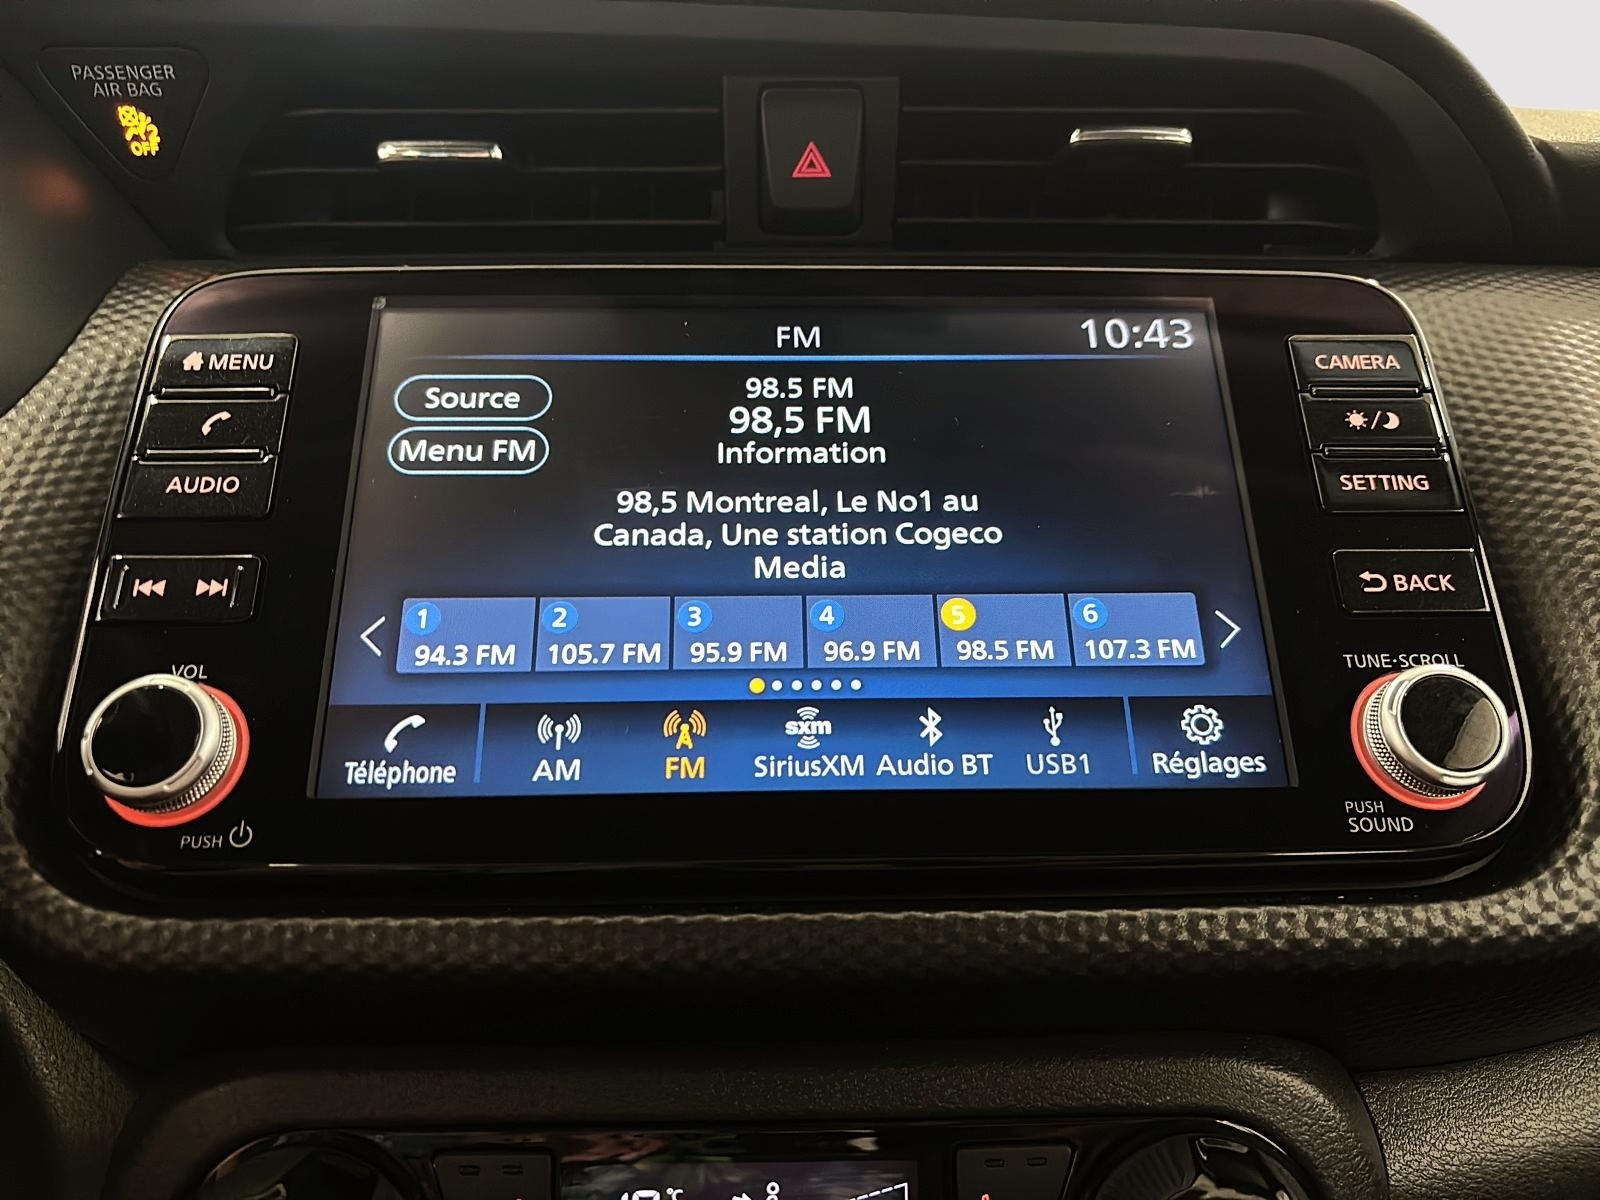 PASSENGER
AIR BAG
OFF
FM
10:43
MENU
AUDIO
VOL
PUSH
Source
Menu FM
98.5 FM
98,5 FM
Information
98,5 Montreal, Le No1 au
Canada, Une station Cogeco
Media
1 2 3 4 5 6
94.3 FM 105.7 FM 95.9 FM 96.9 FM 98.5 FM 107.3 FM
sxm
Téléphone AM FM SiriusXM Audio BT USB1 Réglages
CAMERA
SETTING
BACK
TUNE·SCROLL
PUSH
SOUND